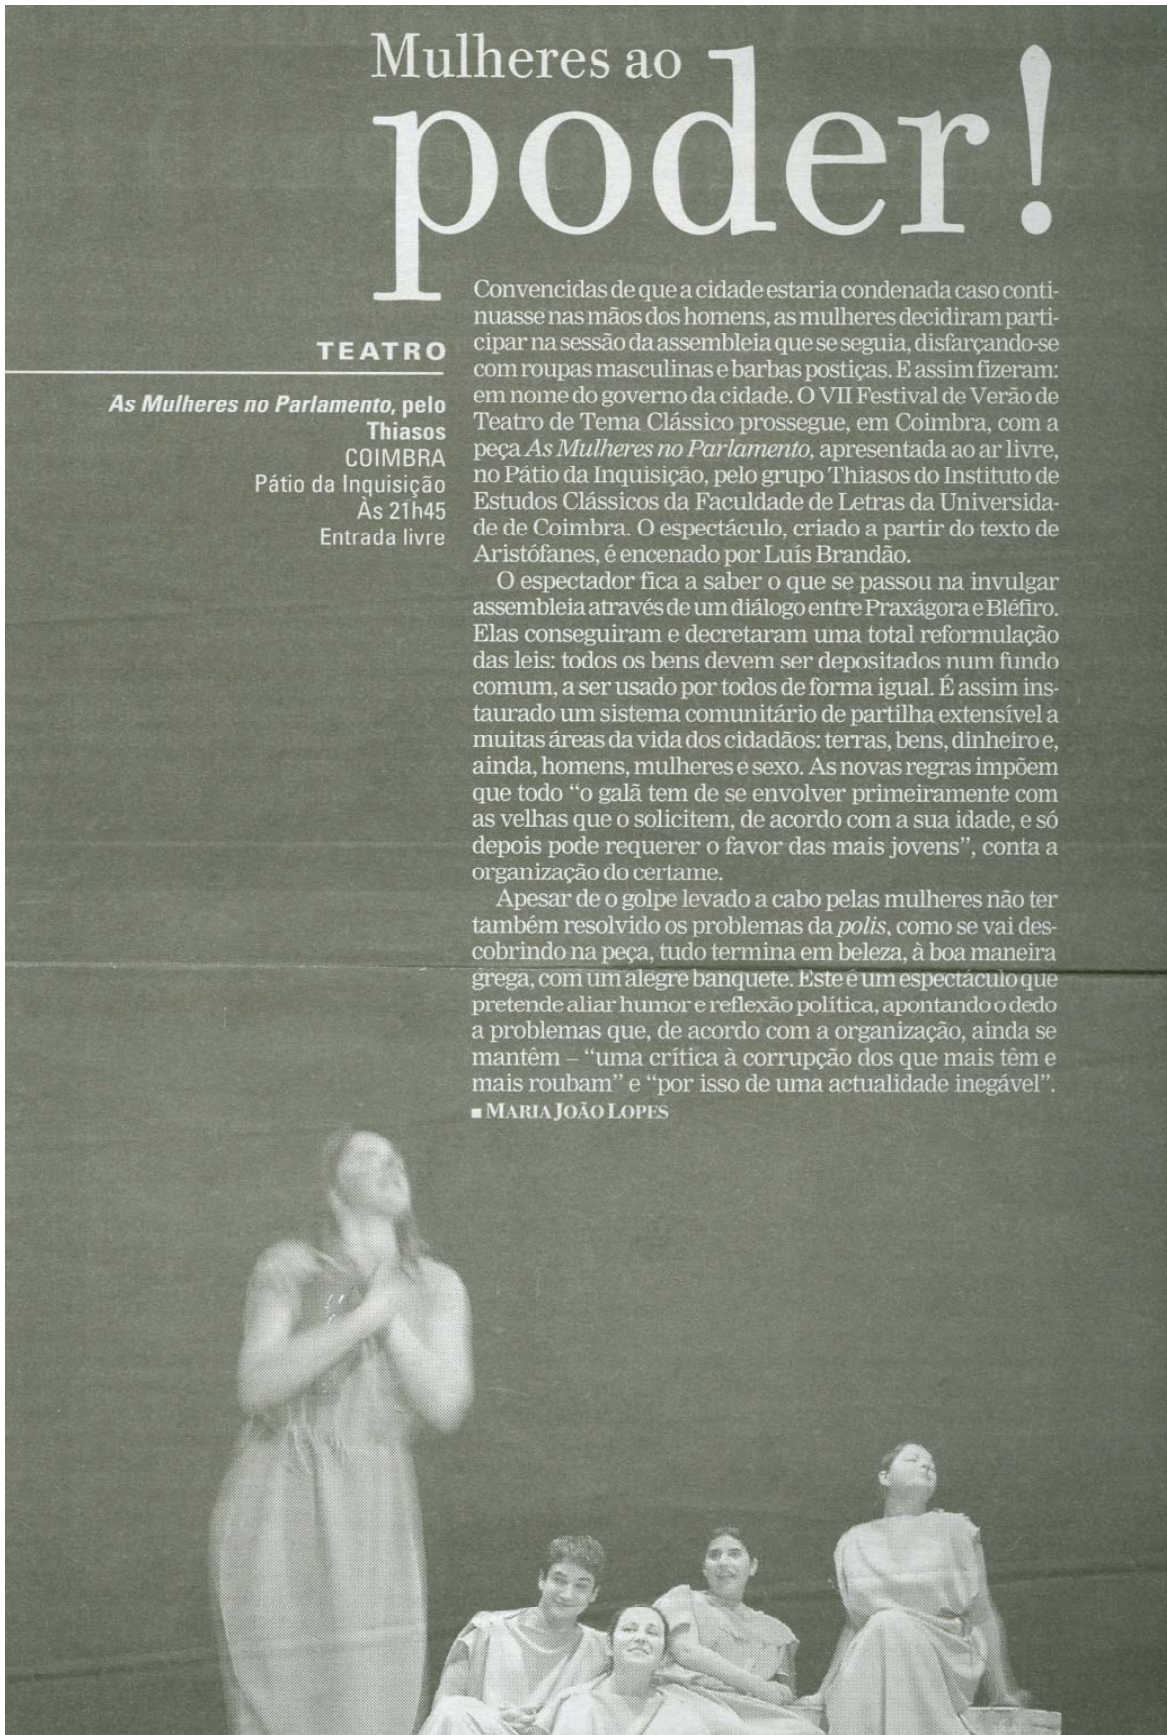 Mulheres ao
poder!
TEATRO
As Mulheres no Parlamento, pelo
Thiasos
COIMBRA
Pátio da Inquisição
Às 21h45
Entrada livre
Convencidas de que a cidade estaria condenada caso conti-
nuasse nas mãos dos homens, as mulheres decidiram parti-
cipar na sessão da assembleia que se seguia, disfarçando-se
com roupas masculinas e barbas postiças. E assim fizeram:
em nome do governo da cidade. O VII Festival de Verão de
Teatro de Tema Clássico prossegue, em Coimbra, com a
peça As Mulheres no Parlamento, apresentada ao ar livre,
no Pátio da Inquisição, pelo grupo Thiasos do Instituto de
Estudos Clássicos da Faculdade de Letras da Universida-
de de Coimbra. O espectáculo, criado a partir do texto de
Aristófanes, é encenado por Luís Brandão.
O espectador fica a saber o que se passou na invulgar
assembleia através de um diálogo entre Praxágora e Bléfiro.
Elas conseguiram e decretaram uma total reformulação
das leis: todos os bens devem ser depositados num fundo
comum, a ser usado por todos de forma igual. É assim ins-
taurado um sistema comunitário de partilha extensível a
muitas áreas da vida dos cidadãos: terras, bens, dinheiro e,
ainda, homens, mulheres e sexo. As novas regras impõem
que todo “o galã tem de se envolver primeiramente com
as velhas que o solicitem, de acordo com a sua idade, e só
depois pode requerer o favor das mais jovens”, conta a
organização do certame.
Apesar de o golpe levado a cabo pelas mulheres não ter
também resolvido os problemas da polis, como se vai des-
cobrindo na peça, tudo termina em beleza, à boa maneira
grega, com um alegre banquete. Este é um espectáculo que
pretende aliar humor e reflexão política, apontando o dedo
a problemas que, de acordo com a organização, ainda se
mantêm – “uma crítica à corrupção dos que mais têm e
mais roubam” e “por isso de uma actualidade inegável”.
■ MARIA JOÃO LOPES